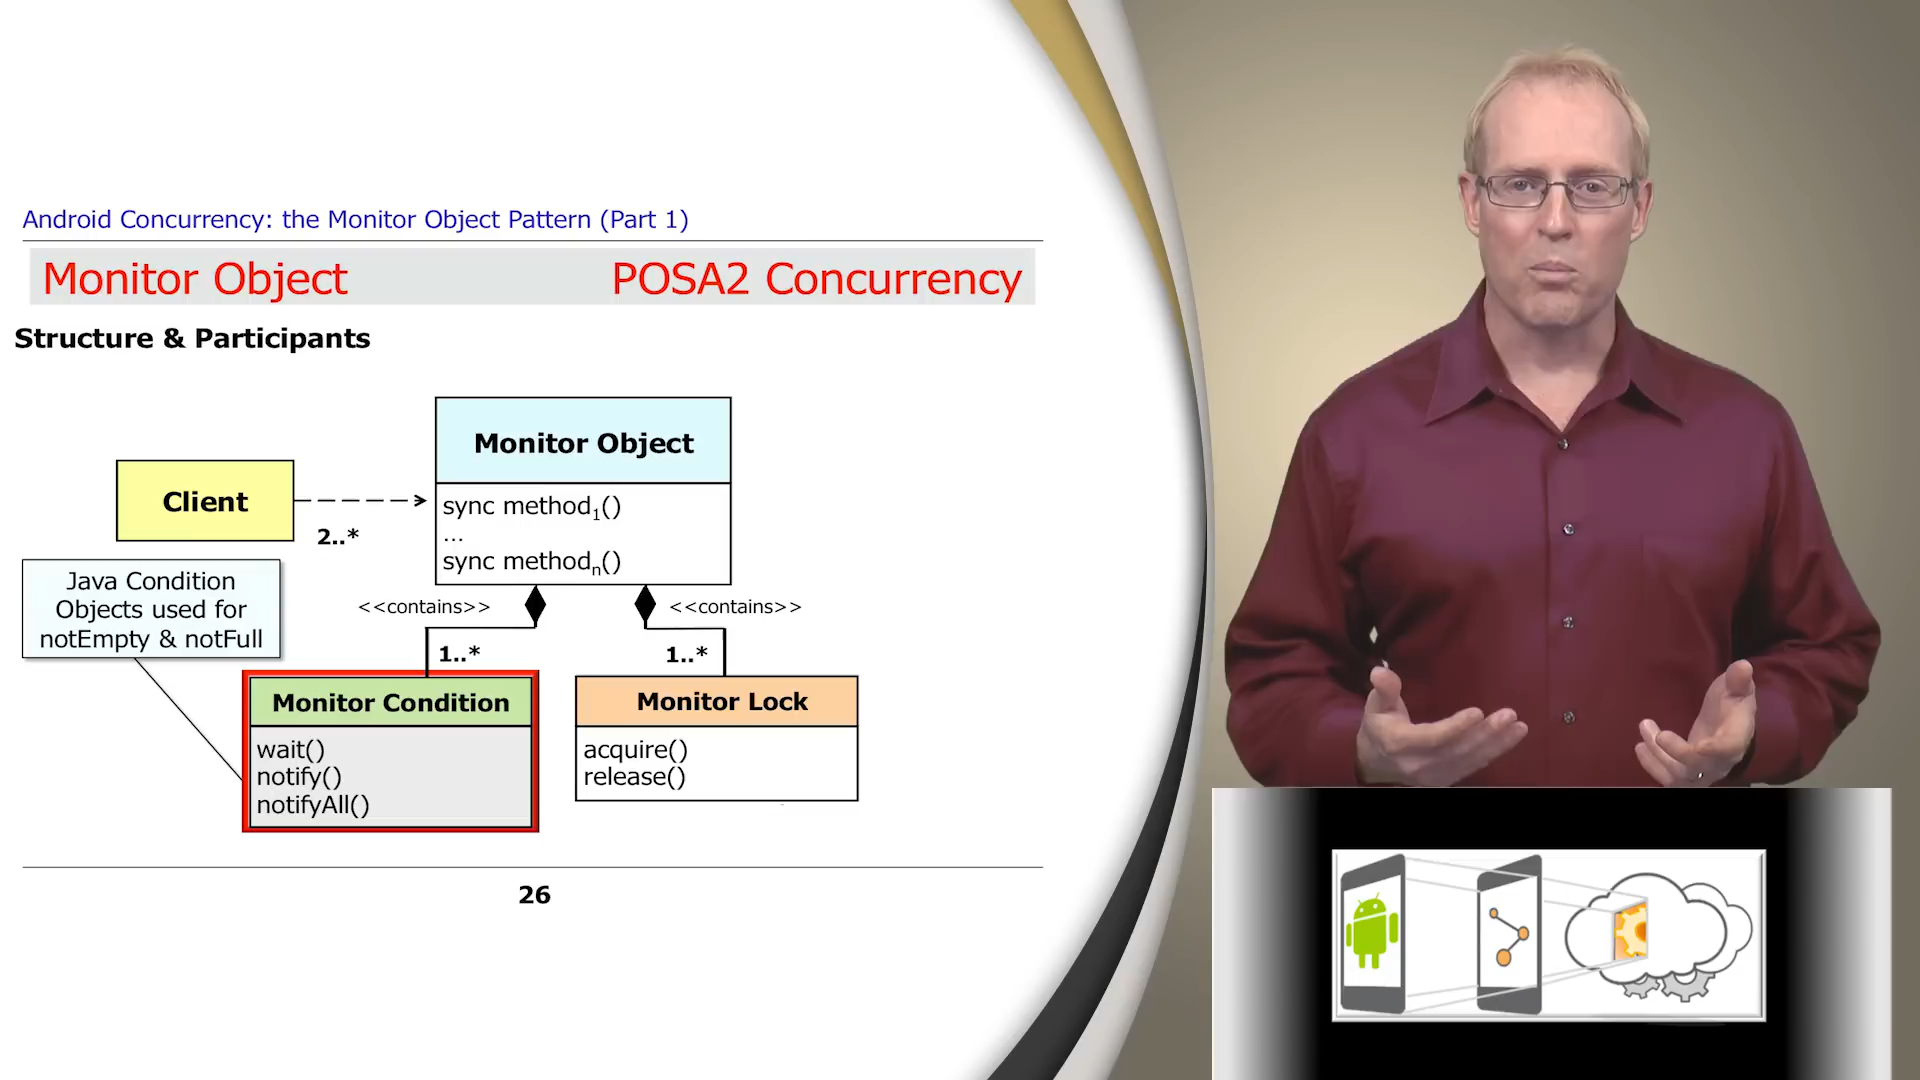 Android Concurrency: the Monitor Object Pattern (Part 1)
Monitor Object POSA2 Concurrency
Structure & Participants
Monitor Object
Client
sync method1()
...
sync methodn()
2..*
Java Condition
Objects used for
notEmpty & notFull
<<contains>> <<contains>>
1..* 1..*
Monitor Condition
wait()
notify()
notifyAll()
Monitor Lock
acquire()
release()
26